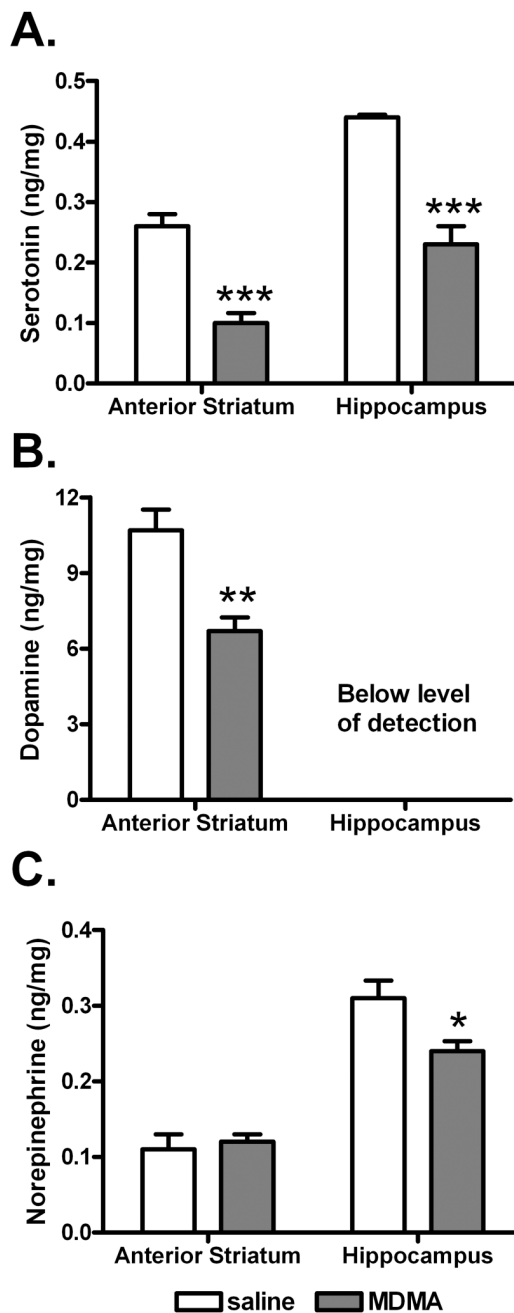 A.
Serotonin (ng/mg)
0.5
0.4
0.3
0.2
0.1
0.0
***
***
Anterior Striatum Hippocampus
B.
Dopamine (ng/mg)
12
9
6
3
0
**
Below level
of detection
Anterior Striatum Hippocampus
C.
Norepinephrine (ng/mg)
0.4
0.3
0.2
0.1
0.0
*
Anterior Striatum Hippocampus
saline MDMA